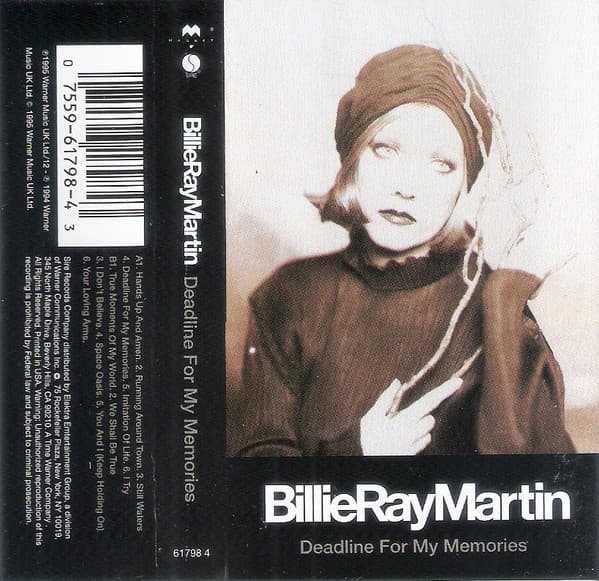 MAGNET
℗1995 Warner Music UK Ltd./12 - ℗ 1994 Warner
Music UK Ltd. © 1995 Warner Music UK Ltd.
0 7559-61798-4 3
BillieRayMartin Deadline For My Memories
A1. Hands Up And Amen. 2. Running Around Town. 3. Still Waters
4. Deadline For My Memories. 5. Imitation Of Life. 6. I Try
B1. True Moments Of My World. 2. We Shall Be True
3. I Don't Believe. 4. Space Oasis. 5. You And I (Keep Holding On)
6. Your Loving Arms.
Sire Records Company distributed by Elektra Entertainment Group, a division
of Warner Communications Inc. 75 Rockefeller Plaza, New York, NY 10019,
345 North Maple Drive, Beverly Hills, CA 90210. A Time Warner Company.
All Rights Reserved. Printed in USA. Warning: Unauthorized reproduction of this
recording is prohibited by Federal law and subject to criminal prosecution.
61798 4
BillieRayMartin
Deadline For My Memories